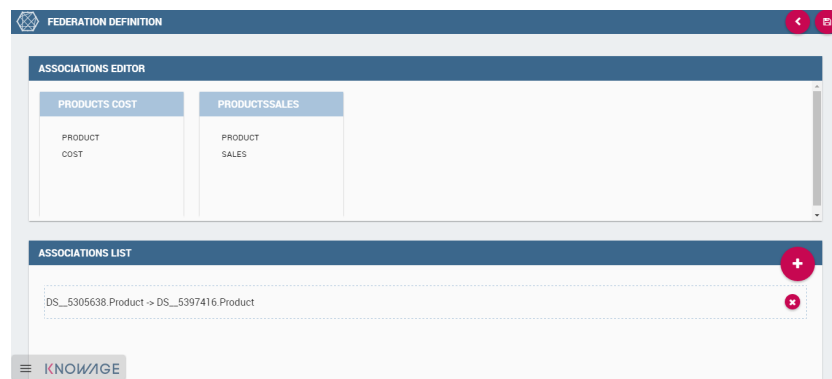 FEDERATION DEFINITION
ASSOCIATIONS EDITOR
PRODUCTS COST
PRODUCTSSALES
PRODUCT
PRODUCT
COST
SALES
ASSOCIATIONS LIST
DS__5305638.Product -> DS__5397416.Product
KNOWAGE